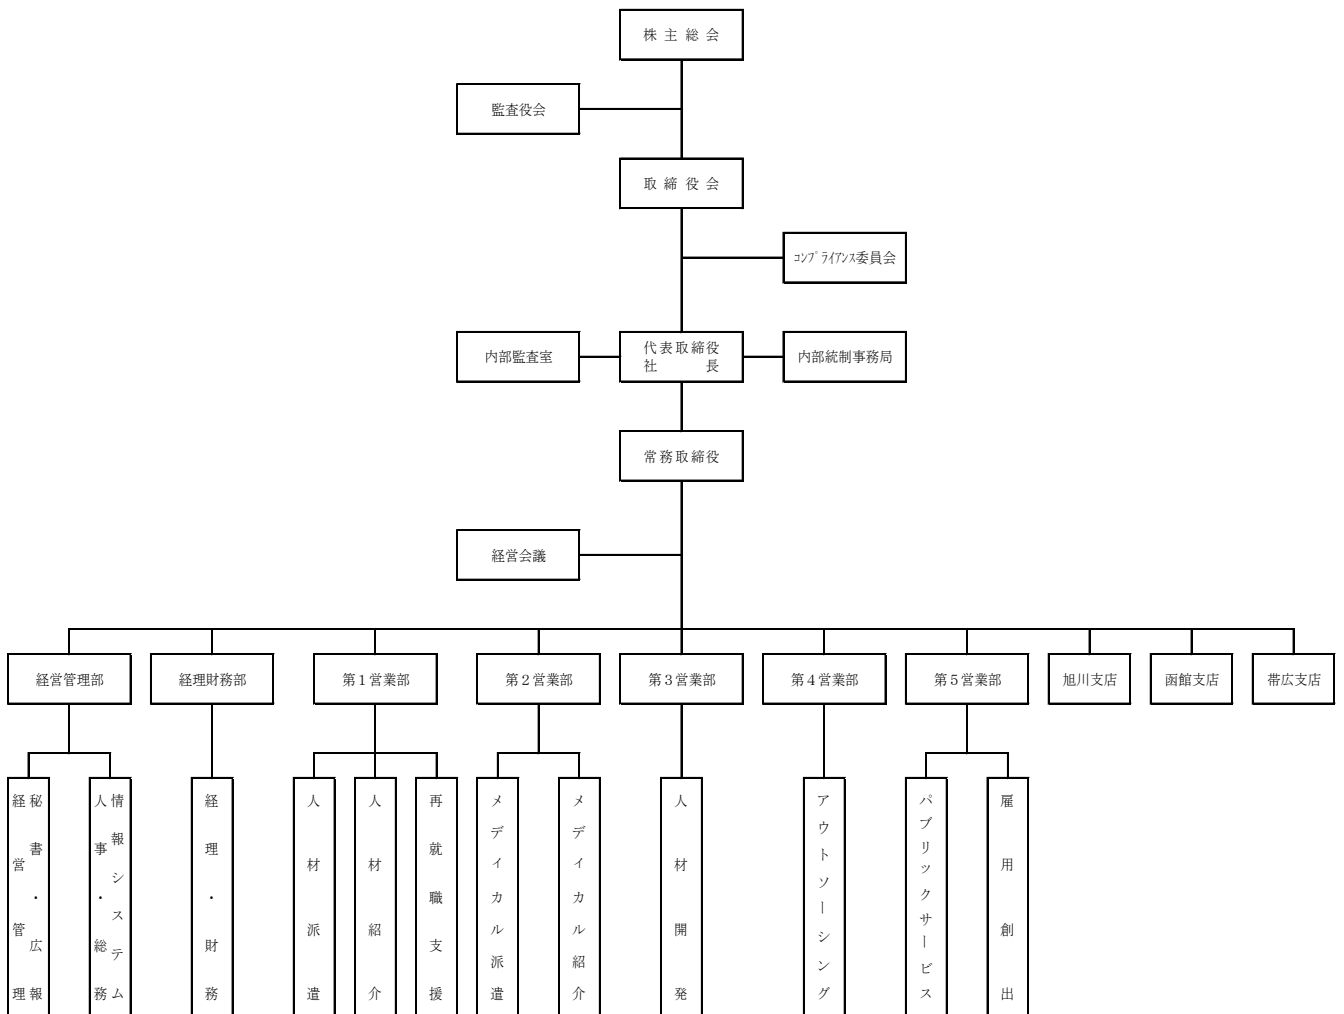 株主総会
監査役会
取締役会
コンプライアンス委員会
内部監査室
代表取締役
社長
内部統制事務局
常務取締役
経営会議
経営管理部
経理財務部
第1営業部
第2営業部
第3営業部
第4営業部
第5営業部
旭川支店
函館支店
帯広支店
秘書・広報
経営管理
情報システム
人事・総務
経理・財務
人材派遣
人材紹介
再就職支援
メディカル派遣
メディカル紹介
人材開発
アウトソーシング
パブリックサービス
雇用創出